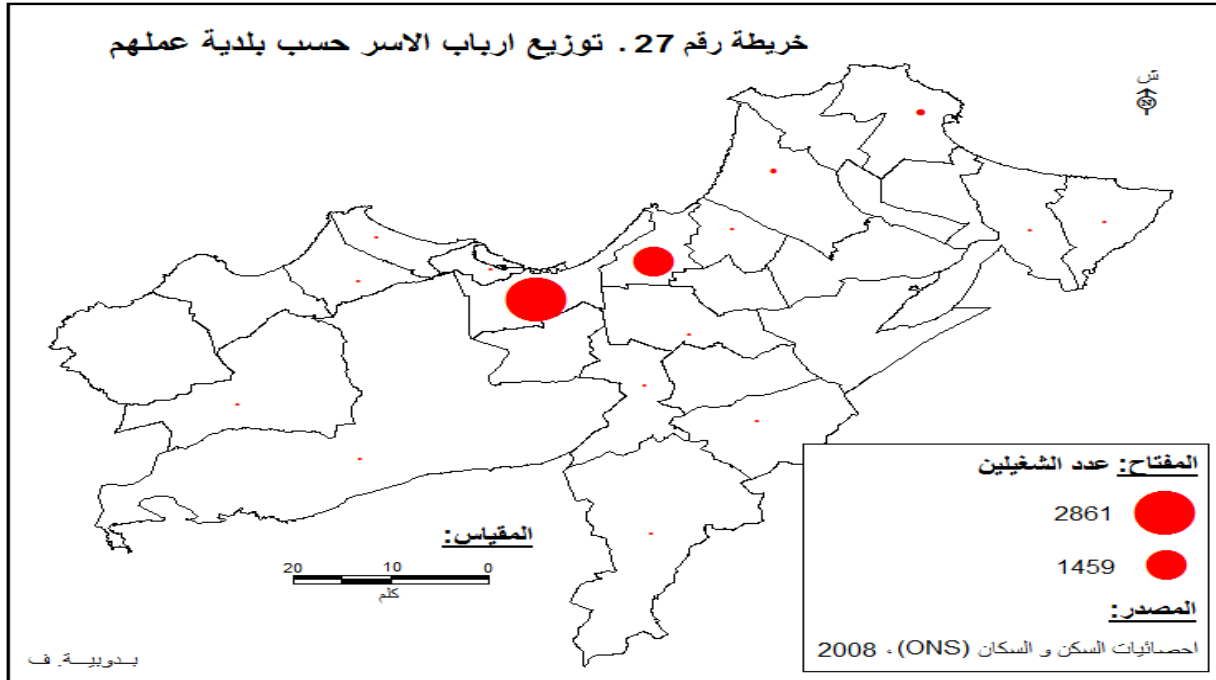 خريطة رقم 27 . توزيع ارباب الاسر حسب بلدية عملهم
ش
المفتاح: عدد الشغيلين
2861
1459
المصدر:
احصائيات السكن و السكان (ONS)، 2008
المقياس:
20 10 0
كلم
بـدوييـــة. ف